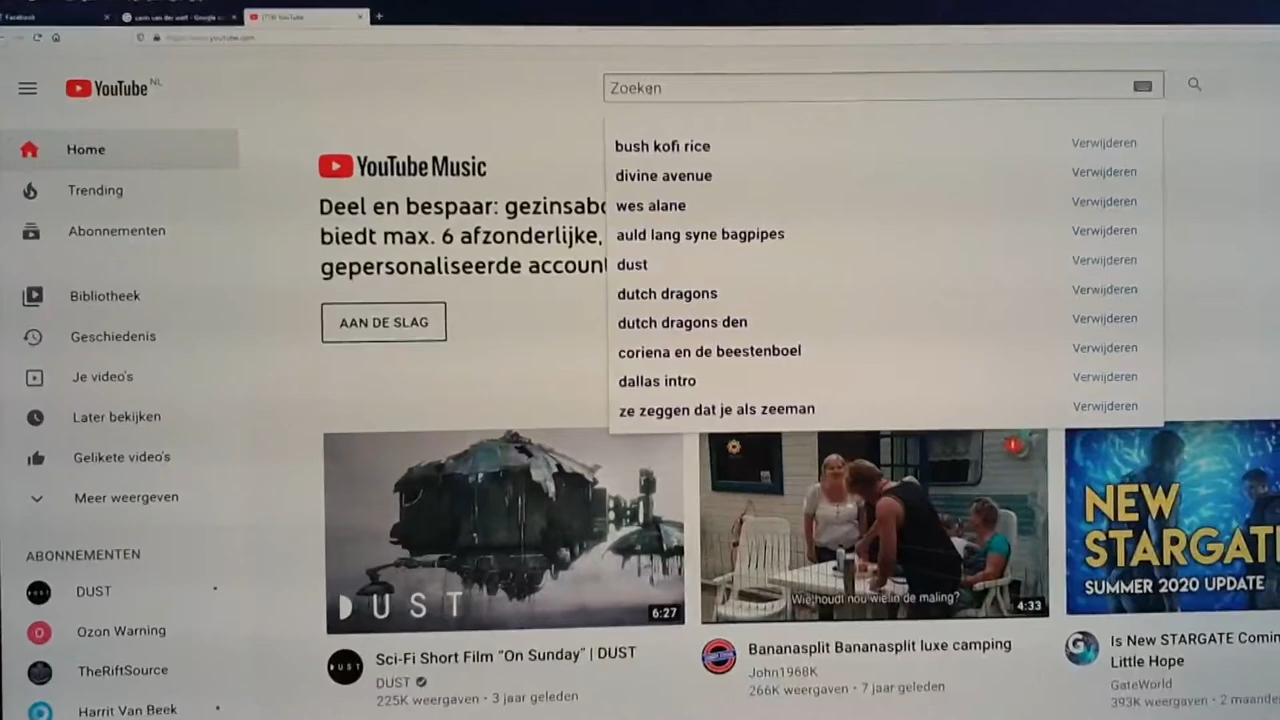 Facebook
(719) YouTube
YouTube NL
Zoeken
Home
Trending
Abonnementen
Bibliotheek
Geschiedenis
Je video's
Later bekijken
Gelikete video's
Meer weergeven
ABONNEMENTEN
DUST
Ozon Warning
TheRiftSource
Harrit Van Beek
YouTube Music
Deel en bespaar: gezinsabo
biedt max. 6 afzonderlijke,
gepersonaliseerde accoun
AAN DE SLAG
bush kofi rice Verwijderen
divine avenue Verwijderen
wes alane Verwijderen
auld lang syne bagpipes Verwijderen
dust Verwijderen
dutch dragons Verwijderen
dutch dragons den Verwijderen
coriena en de beestenboel Verwijderen
dallas intro Verwijderen
ze zeggen dat je als zeeman Verwijderen
DUST
6:27
DUST
Sci-Fi Short Film "On Sunday" | DUST
DUST
225K weergaven • 3 jaar geleden
Wie houdt nou wie in de maling?
4:33
Bananasplit Bananasplit luxe camping
John1968K
266K weergaven • 7 jaar geleden
NEW
STARGAT
SUMMER 2020 UPDATE
Is New STARGATE Comin
Little Hope
GateWorld
393K weergaven • 2 maande